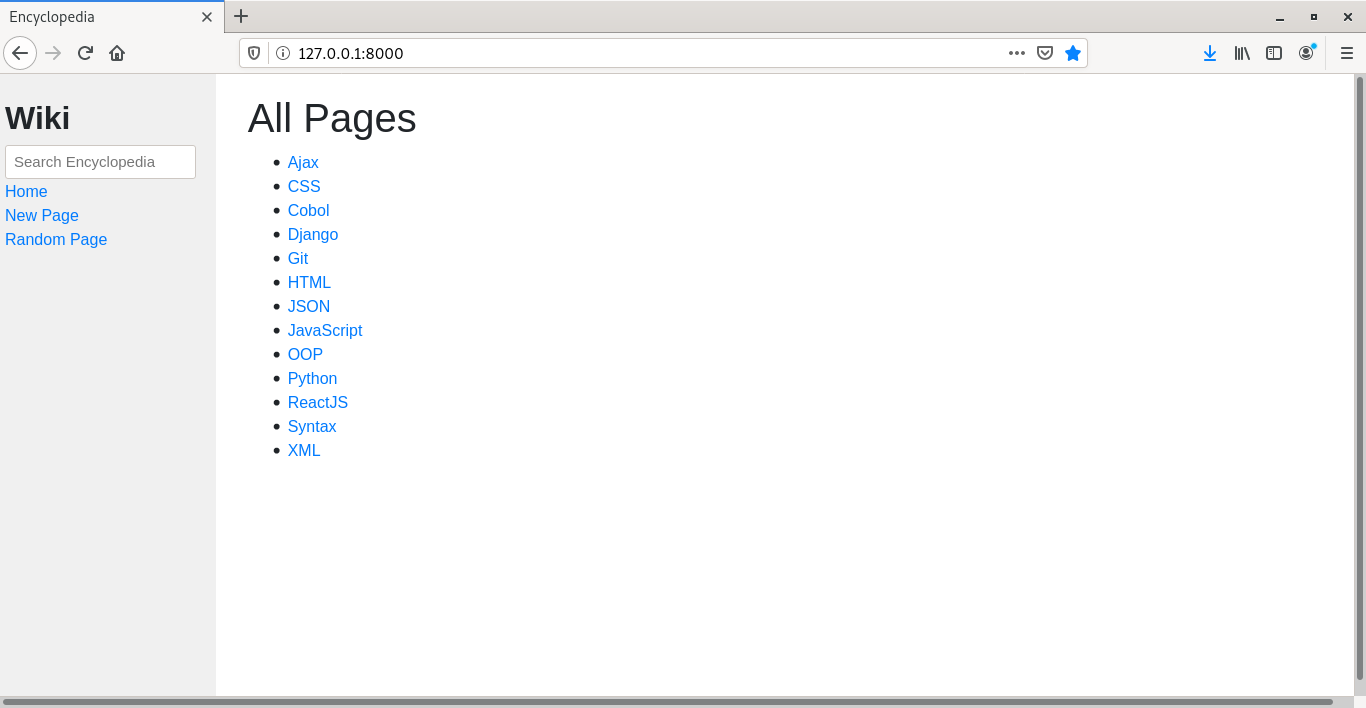 Encyclopedia
127.0.0.1:8000
Wiki
Search Encyclopedia
Home
New Page
Random Page
All Pages
Ajax
CSS
Cobol
Django
Git
HTML
JSON
JavaScript
OOP
Python
ReactJS
Syntax
XML